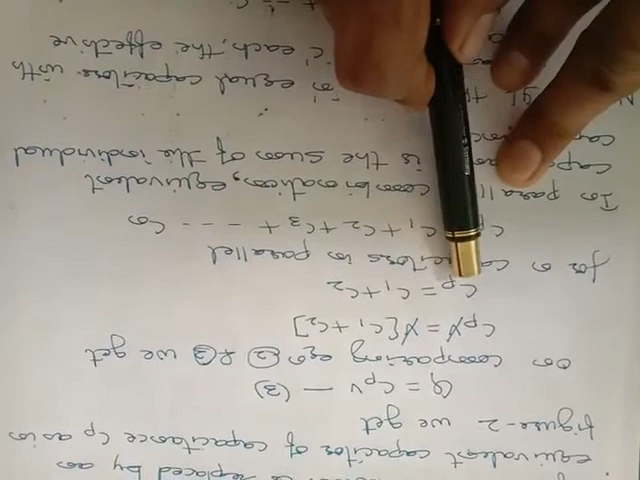 is replaced by an
equivalent capacitor of capacitance Cp as in
figure-2 we get
Q = CpV — (3)
on comparing eqn ② & ③ we get
CpV = V[C1 + C2]
Cp = C1 + C2
for n capacitors in parallel
C1 + C2 + C3 + - - - - Cn
In parallel combination, equivalent
is the sum of the individual
'n' equal capacitors with
'c' each, the effective